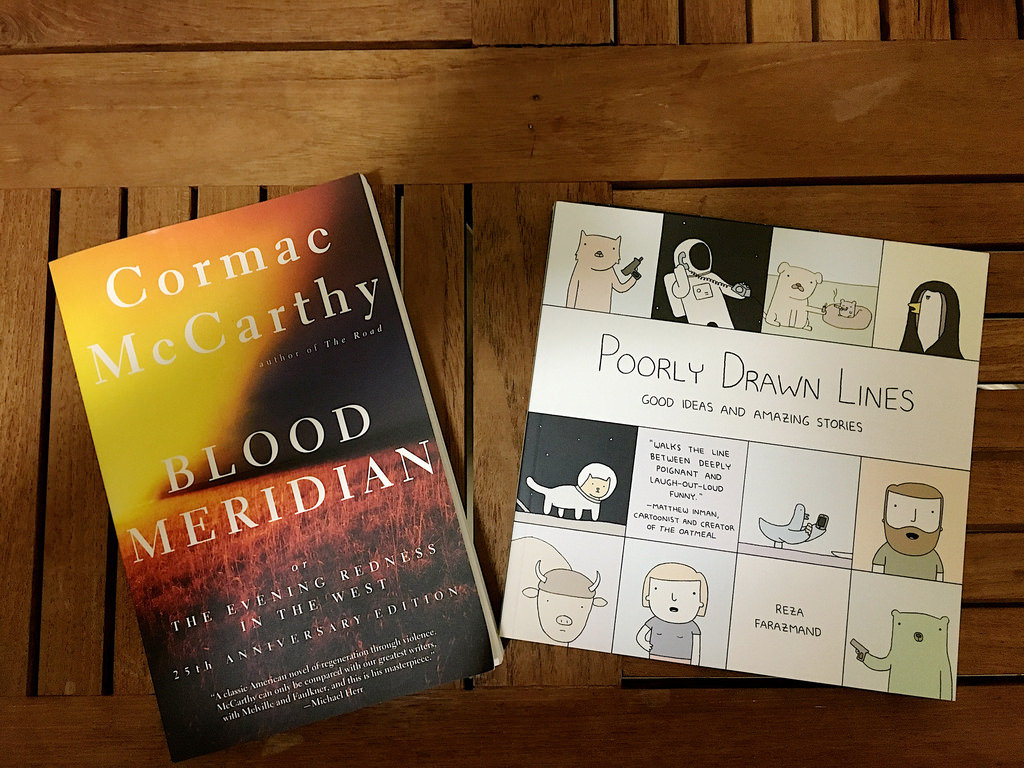 Cormac
McCarthy
author of The Road
BLOOD
MERIDIAN
or
THE EVENING REDNESS
IN THE WEST
25th ANNIVERSARY EDITION
"A classic American novel of regeneration through violence.
McCarthy can only be compared with our greatest writers,
with Melville and Faulkner, and this is his masterpiece."
—Michael Herr
POORLY DRAWN LINES
GOOD IDEAS AND AMAZING STORIES
"WALKS THE LINE
BETWEEN DEEPLY
POIGNANT AND
LAUGH-OUT-LOUD
FUNNY."
—MATTHEW INMAN,
CARTOONIST AND CREATOR
OF THE OATMEAL
REZA
FARAZMAND